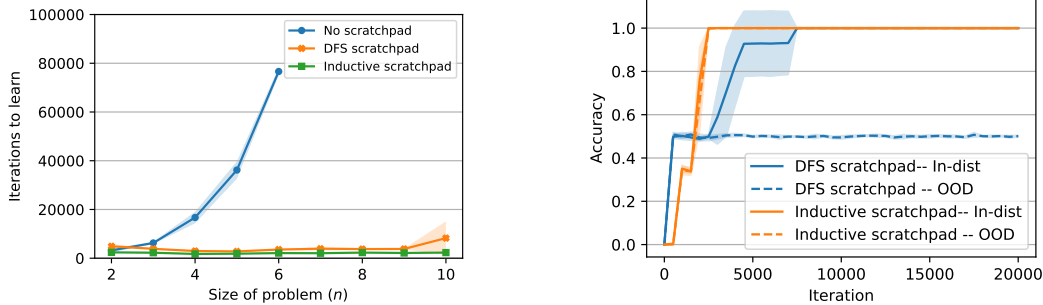 100000
80000
60000
40000
20000
0
Iterations to learn
2
4
6
8
10
Size of problem (n)
No scratchpad
DFS scratchpad
Inductive scratchpad
1.0
0.8
0.6
0.4
0.2
0.0
Accuracy
0
5000
10000
15000
20000
Iteration
DFS scratchpad-- In-dist
DFS scratchpad -- OOD
Inductive scratchpad-- In-dist
Inductive scratchpad -- OOD